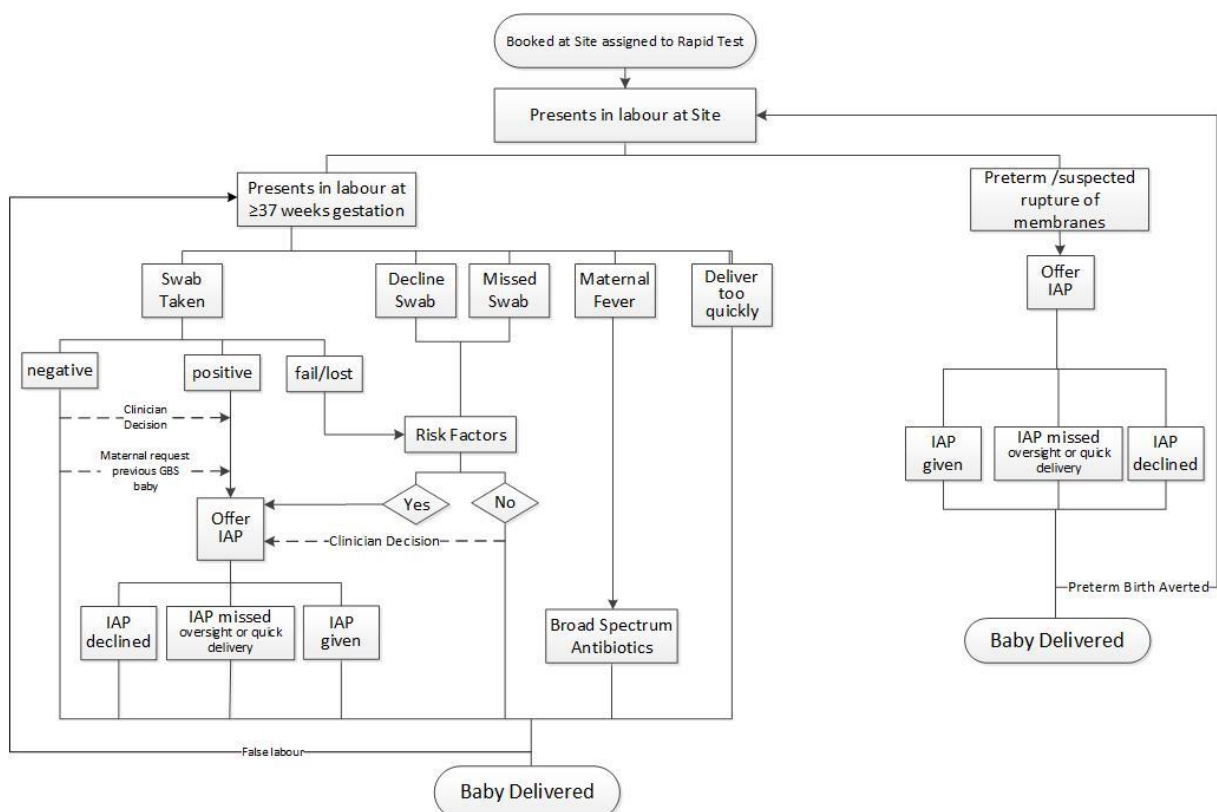 Booked at Site assigned to Rapid Test
Presents in labour at Site
Presents in labour at
≥37 weeks gestation
Preterm /suspected
rupture of
membranes
Swab
Taken
Decline
Swab
Missed
Swab
Maternal
Fever
Deliver
too
quickly
Offer
IAP
negative
positive
fail/lost
Clinician
Decision
Risk Factors
IAP
given
IAP missed
oversight or quick
delivery
IAP
declined
Maternal request
previous GBS
baby
Yes
No
Offer
IAP
Clinician Decision
Preterm Birth Averted
IAP
declined
IAP missed
oversight or quick
delivery
IAP
given
Broad Spectrum
Antibiotics
Baby Delivered
False labour
Baby Delivered